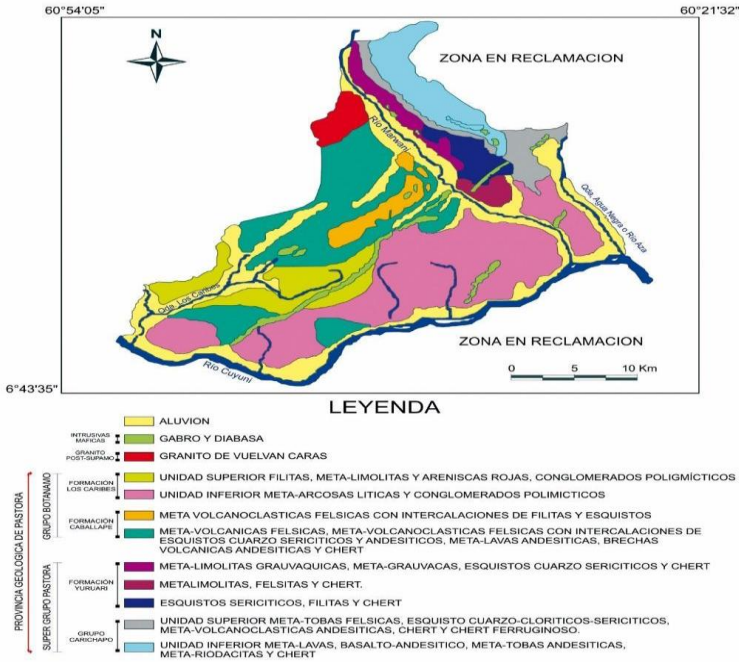 60°54'05"
60°21'32"
N
ZONA EN RECLAMACION
Río Marwani
Qda. Agua Negra o Río Aza
Qda. Los Caribes
ZONA EN RECLAMACION
Río Cuyuni
0 5 10 Km
6°43'35"
LEYENDA
ALUVION
INTRUSIVAS
MAFICAS
GABRO Y DIABASA
GRANITO
POST-SUPAMO
GRANITO DE VUELVAN CARAS
PROVINCIA GEOLOGICA DE PASTORA
GRUPO BOTANAMO
FORMACIÓN
LOS CARIBES
UNIDAD SUPERIOR FILITAS, META-LIMOLITAS Y ARENISCAS ROJAS, CONGLOMERADOS POLIGMÍCTICOS
UNIDAD INFERIOR META-ARCOSAS LITICAS Y CONGLOMERADOS POLIMICTICOS
FORMACIÓN
CABALLAPE
META VOLCANOCLASTICAS FELSICAS CON INTERCALACIONES DE FILITAS Y ESQUISTOS
META-VOLCANICAS FELSICAS, META-VOLCANOCLASTICAS FELSICAS CON INTERCALACIONES DE
ESQUISTOS CUARZO SERICITICOS Y ANDESITICOS, META-LAVAS ANDESITICAS, BRECHAS
VOLCANICAS ANDESITICAS Y CHERT
SUPER GRUPO PASTORA
FORMACIÓN
YURUARI
META-LIMOLITAS GRAUVAQUICAS, META-GRAUVACAS, ESQUISTOS CUARZO SERICITICOS Y CHERT
METALIMOLITAS, FELSITAS Y CHERT.
ESQUISTOS SERICITICOS, FILITAS Y CHERT
GRUPO
CARICHAPO
UNIDAD SUPERIOR META-TOBAS FELSICAS, ESQUISTO CUARZO-CLORITICOS-SERICITICOS,
META-VOLCANOCLASTICAS ANDESITICAS, CHERT Y CHERT FERRUGINOSO.
UNIDAD INFERIOR META-LAVAS, BASALTO-ANDESITICO, META-TOBAS ANDESITICAS,
META-RIODACITAS Y CHERT